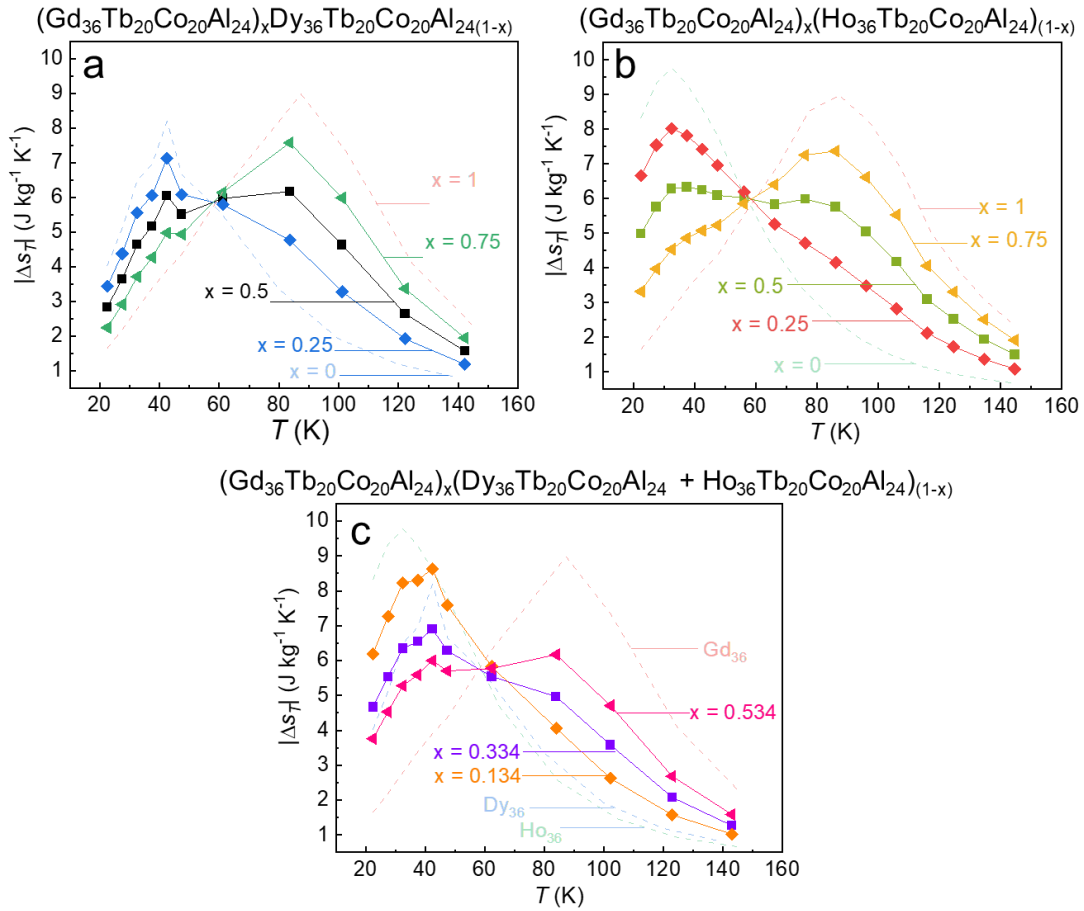 (Gd36Tb20Co20Al24)xDy36Tb20Co20Al24(1-x)
a
10
9
8
7
6
5
4
3
2
1
|ΔsT| (J kg-1 K-1)
x = 1
x = 0.75
x = 0.5
x = 0.25
x = 0
20 40 60 80 100 120 140 160
T (K)
(Gd36Tb20Co20Al24)x(Ho36Tb20Co20Al24)(1-x)
b
10
9
8
7
6
5
4
3
2
1
|ΔsT| (J kg-1 K-1)
x = 1
x = 0.75
x = 0.5
x = 0.25
x = 0
20 40 60 80 100 120 140 160
T (K)
(Gd36Tb20Co20Al24)x(Dy36Tb20Co20Al24 + Ho36Tb20Co20Al24)(1-x)
c
10
9
8
7
6
5
4
3
2
1
|ΔsT| (J kg-1 K-1)
Gd36
x = 0.534
x = 0.334
x = 0.134
Dy36
Ho36
20 40 60 80 100 120 140 160
T (K)